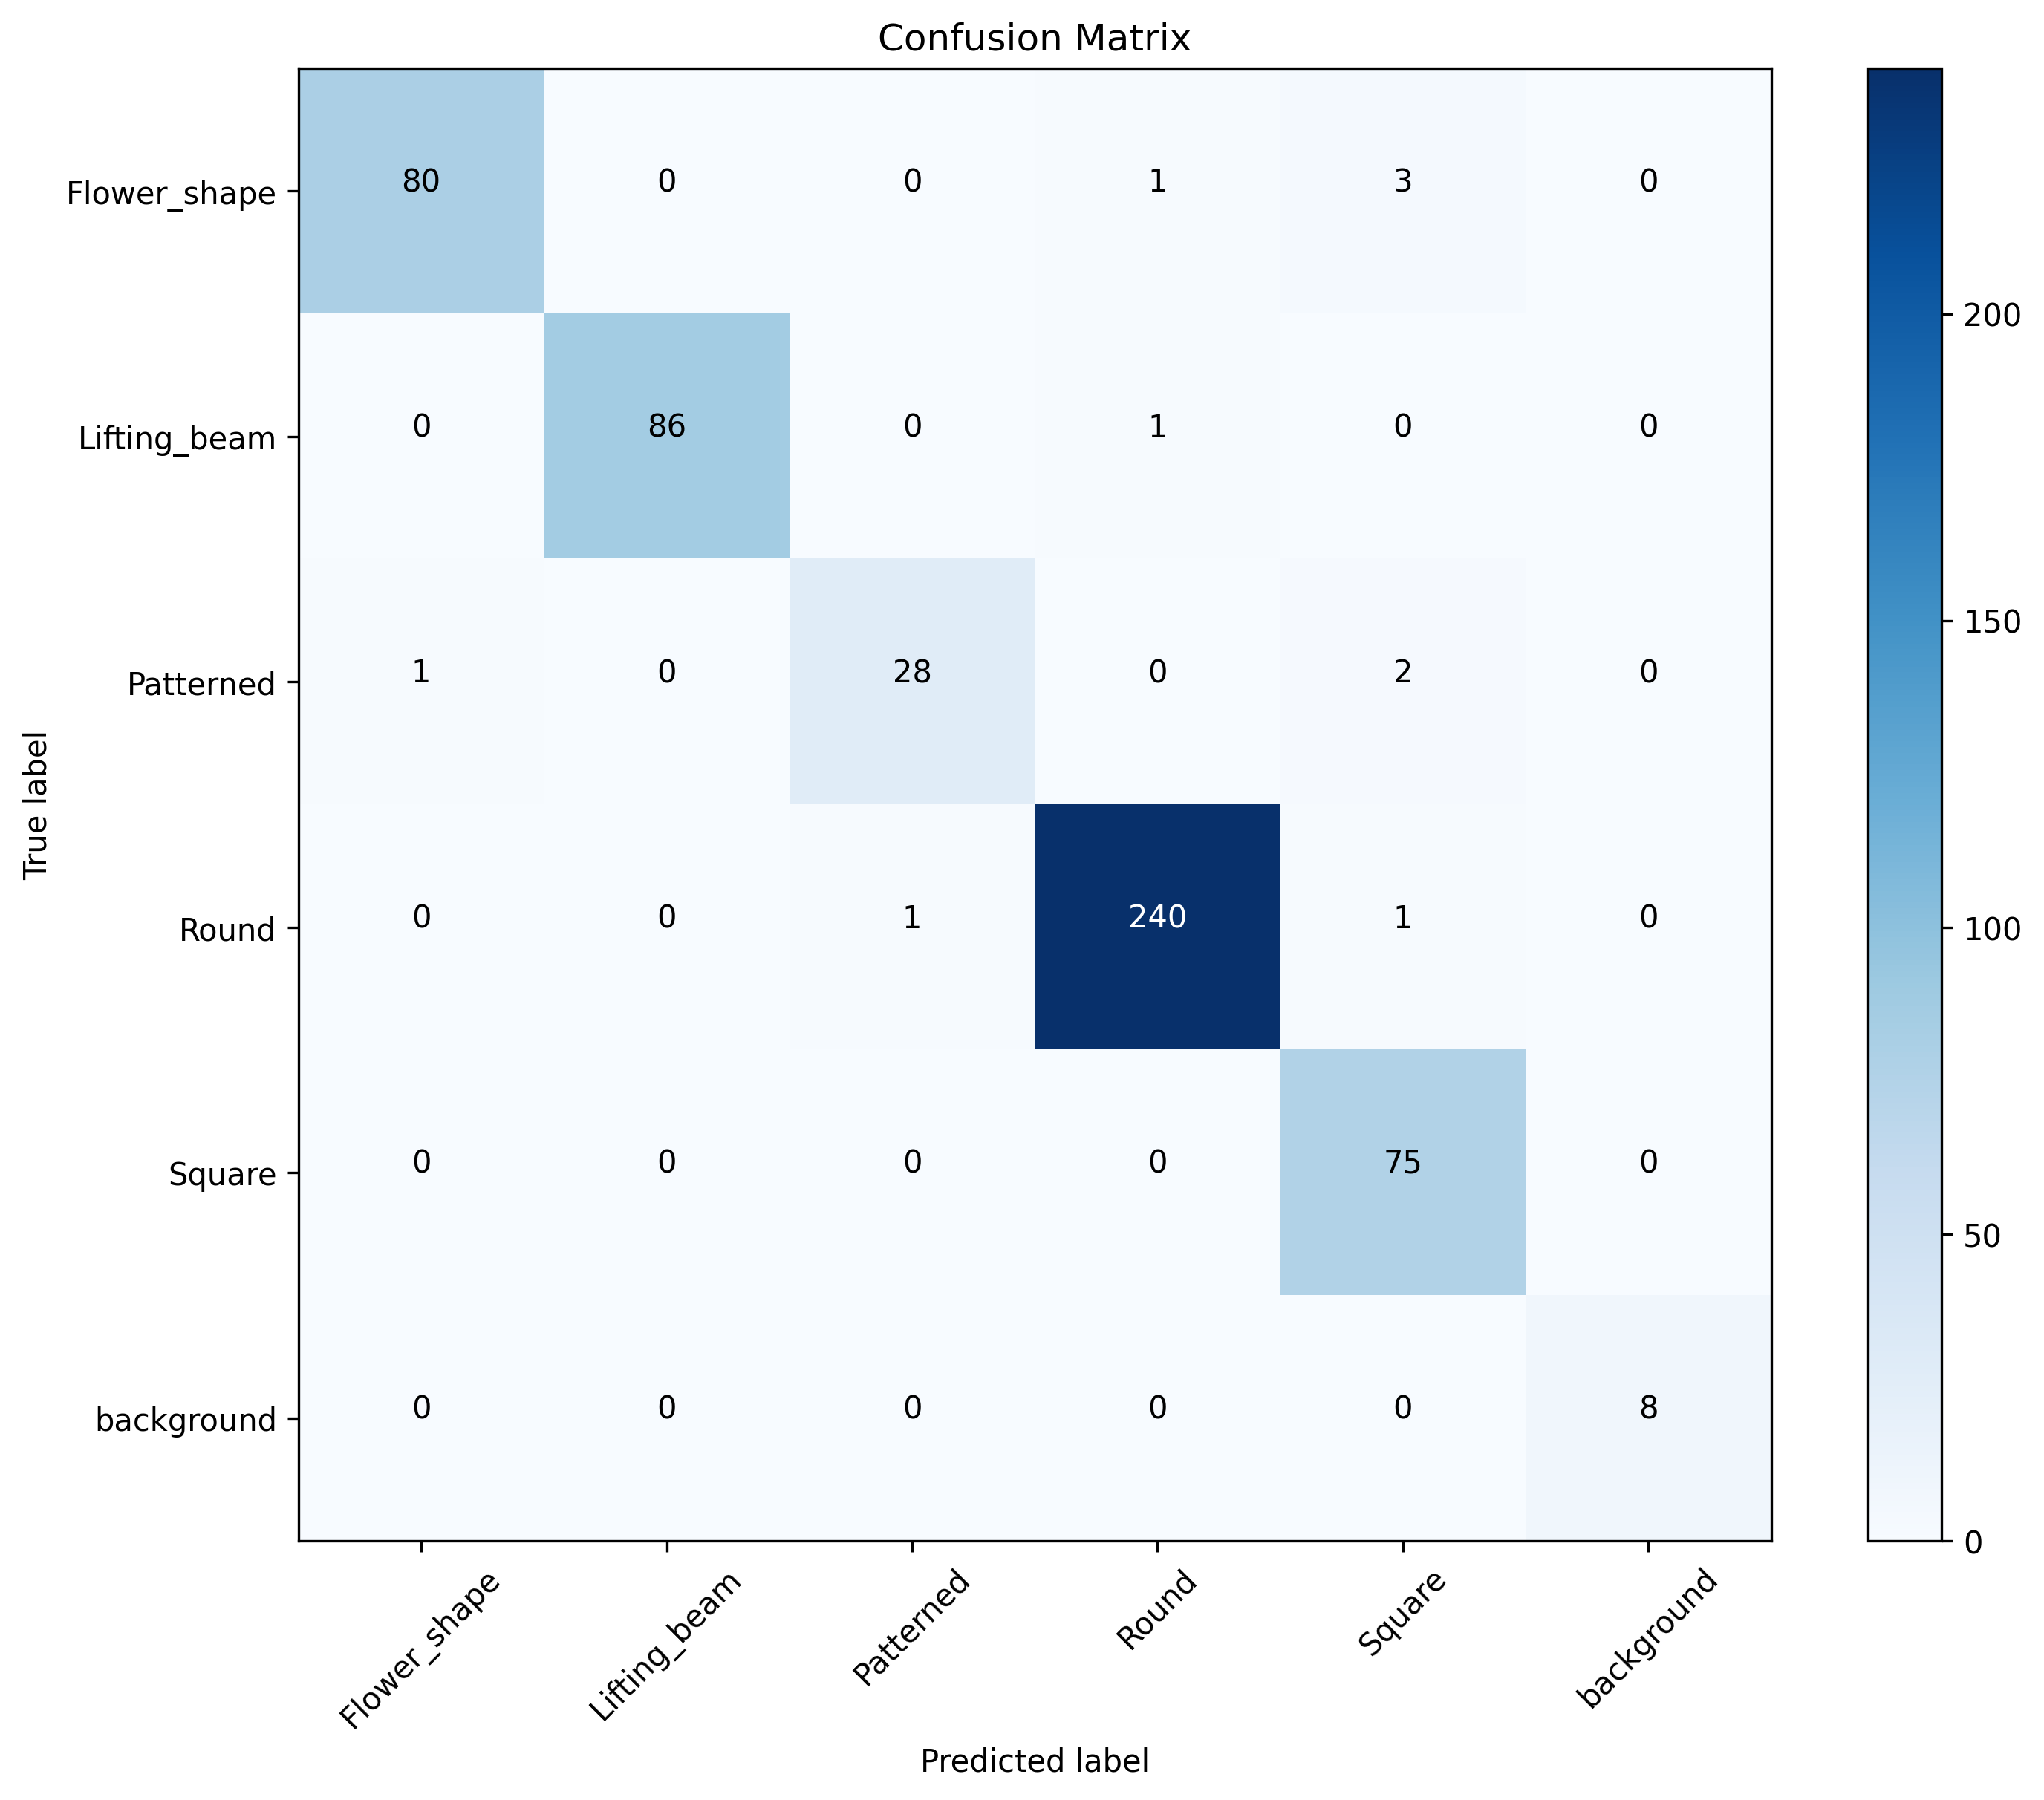 Confusion Matrix
Flower_shape 80 0 0 1 3 0
Lifting_beam 0 86 0 1 0 0
Patterned 1 0 28 0 2 0
Round 0 0 1 240 1 0
Square 0 0 0 0 75 0
background 0 0 0 0 0 8
True label
Flower_shape Lifting_beam Patterned Round Square background
Predicted label
200
150
100
50
0